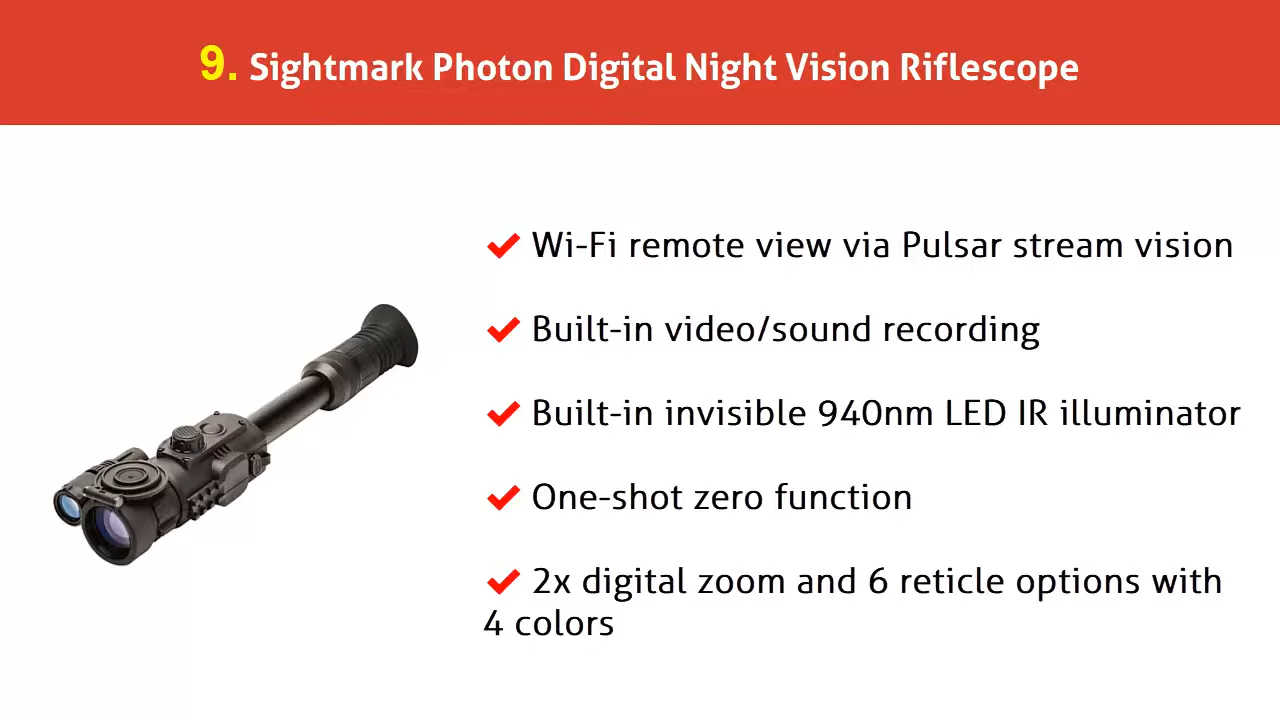 9. Sightmark Photon Digital Night Vision Riflescope
Wi-Fi remote view via Pulsar stream vision
Built-in video/sound recording
Built-in invisible 940nm LED IR illuminator
One-shot zero function
2x digital zoom and 6 reticle options with
4 colors